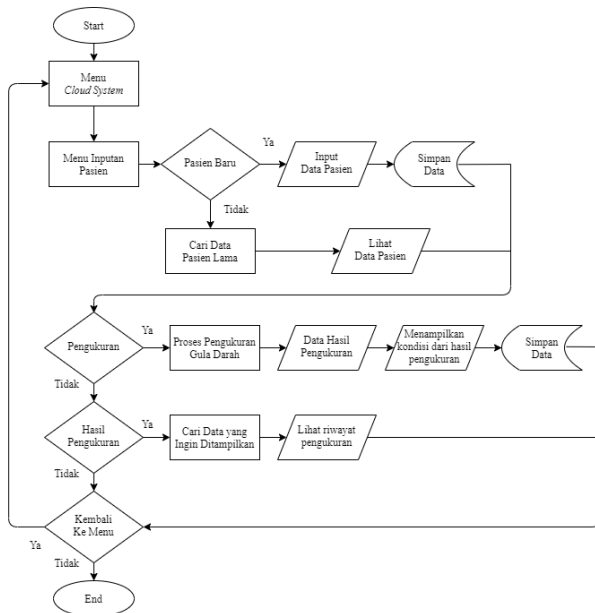 Start
Menu
Cloud System
Menu Inputan
Pasien
Pasien Baru
Ya
Input
Data Pasien
Simpan
Data
Tidak
Cari Data
Pasien Lama
Lihat
Data Pasien
Pengukuran
Ya
Proses Pengukuran
Gula Darah
Data Hasil
Pengukuran
Menampilkan
kondisi dari hasil
pengukuran
Simpan
Data
Tidak
Hasil
Pengukuran
Ya
Cari Data yang
Ingin Ditampilkan
Lihat riwayat
pengukuran
Tidak
Kembali
Ke Menu
Ya
Tidak
End